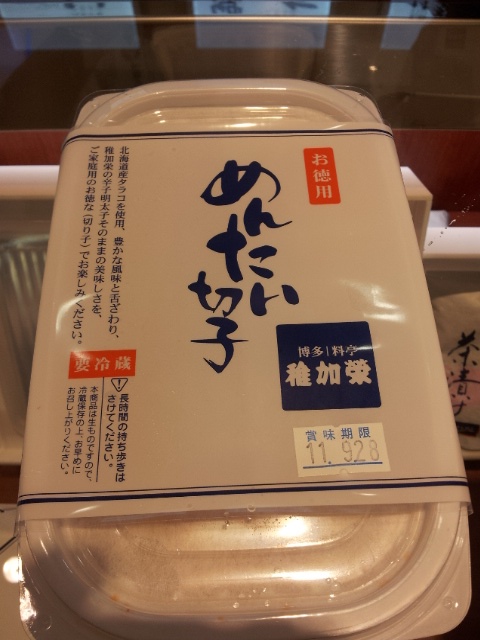 お徳用
めんたい
切子
北海道産タラコを使用、豊かな風味と舌ざわり、
稚加榮の辛子明太子そのままの美味しさを、
ご家庭用のお徳な(切り子)でお楽しみください。
要冷蔵
長時間の持ち歩きは
さけてください。
本商品は生ものですので、
冷蔵保存の上、お早めに
お召し上がりください。
博多|料亭
稚加榮
賞味期限
11. 9.28
茶漬け